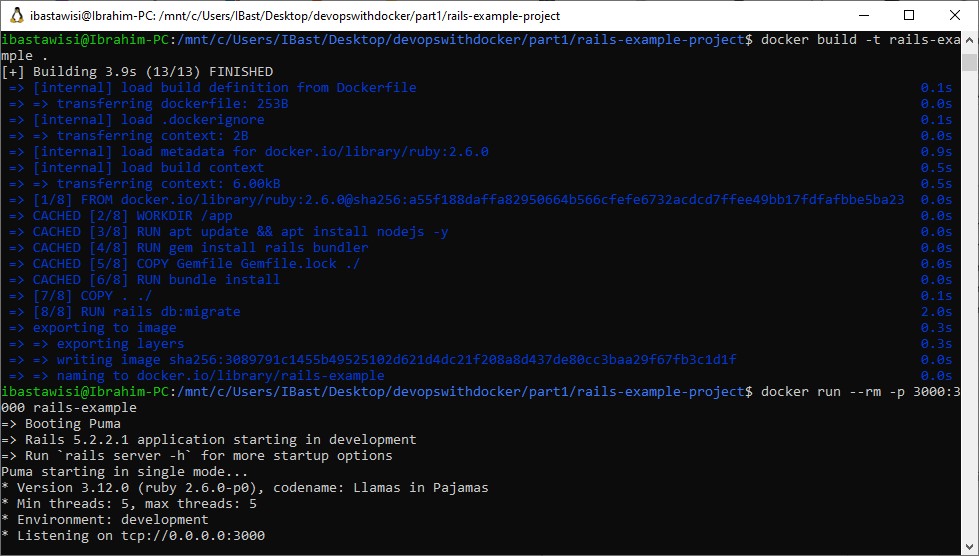 ibastawisi@Ibrahim-PC: /mnt/c/Users/IBast/Desktop/devopswithdocker/part1/rails-example-project
ibastawisi@Ibrahim-PC:/mnt/c/Users/IBast/Desktop/devopswithdocker/part1/rails-example-project$ docker build -t rails-exa
mple .
[+] Building 3.9s (13/13) FINISHED
=> [internal] load build definition from Dockerfile 0.1s
=> => transferring dockerfile: 253B 0.0s
=> [internal] load .dockerignore 0.1s
=> => transferring context: 2B 0.0s
=> [internal] load metadata for docker.io/library/ruby:2.6.0 0.9s
=> [internal] load build context 0.5s
=> => transferring context: 6.00kB 0.5s
=> [1/8] FROM docker.io/library/ruby:2.6.0@sha256:a55f188daffa82950664b566cfefe6732acdcd7ffee49bb17fdfafbbe5ba23 0.0s
=> CACHED [2/8] WORKDIR /app 0.0s
=> CACHED [3/8] RUN apt update && apt install nodejs -y 0.0s
=> CACHED [4/8] RUN gem install rails bundler 0.0s
=> CACHED [5/8] COPY Gemfile Gemfile.lock ./ 0.0s
=> CACHED [6/8] RUN bundle install 0.0s
=> [7/8] COPY . ./ 0.1s
=> [8/8] RUN rails db:migrate 2.0s
=> exporting to image 0.3s
=> => exporting layers 0.3s
=> => writing image sha256:3089791c1455b49525102d621d4dc21f208a8d437de80cc3baa29f67fb3c1d1f 0.0s
=> => naming to docker.io/library/rails-example 0.0s
ibastawisi@Ibrahim-PC:/mnt/c/Users/IBast/Desktop/devopswithdocker/part1/rails-example-project$ docker run --rm -p 3000:3
000 rails-example
=> Booting Puma
=> Rails 5.2.2.1 application starting in development
=> Run `rails server -h` for more startup options
Puma starting in single mode...
* Version 3.12.0 (ruby 2.6.0-p0), codename: Llamas in Pajamas
* Min threads: 5, max threads: 5
* Environment: development
* Listening on tcp://0.0.0.0:3000